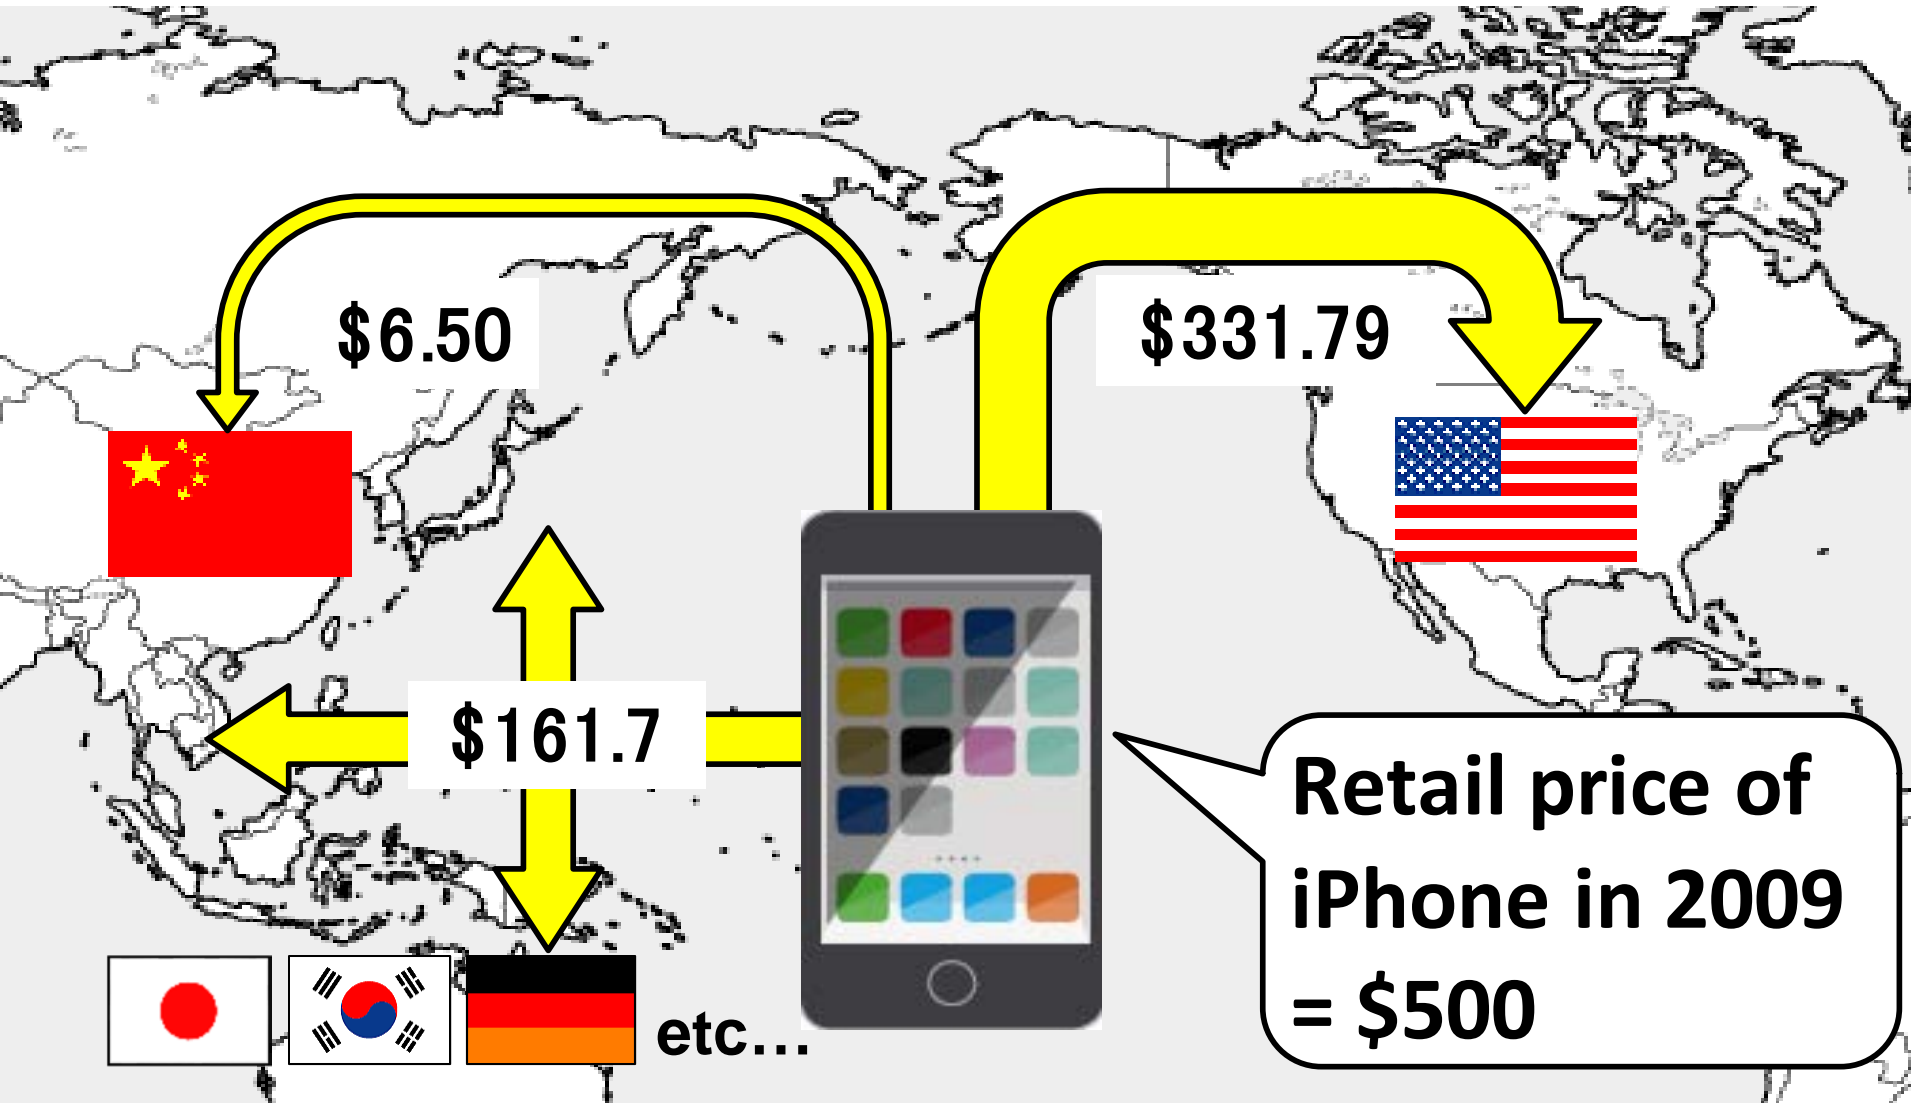 $6.50
$331.79
$161.7
Retail price of
iPhone in 2009
= $500
etc...